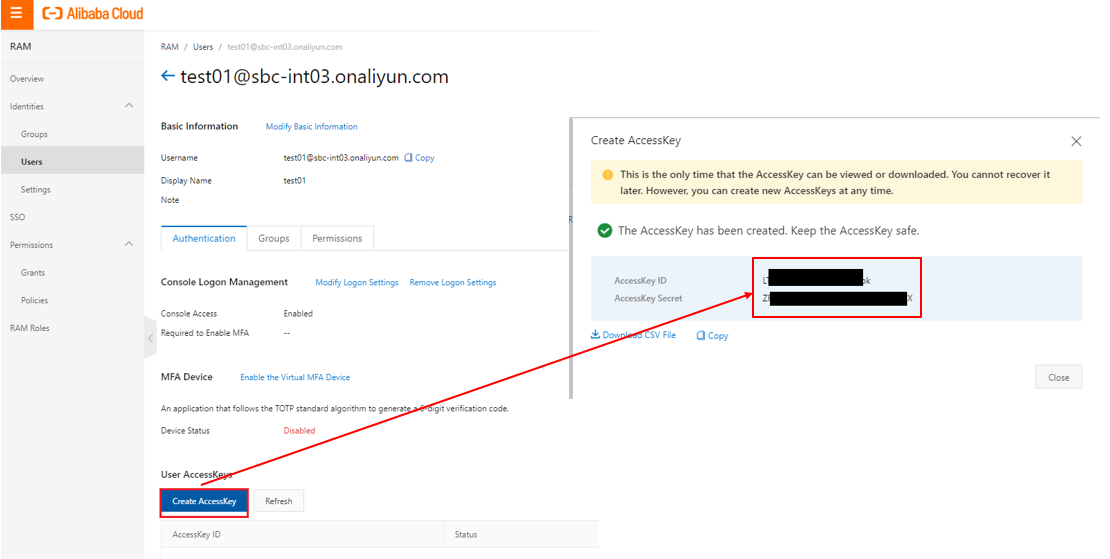 Alibaba Cloud
RAM
Overview
Identities
Groups
Users
Settings
SSO
Permissions
Grants
Policies
RAM Roles
RAM / Users / test01@sbc-int03.onaliyun.com
test01@sbc-int03.onaliyun.com
Basic Information Modify Basic Information
Username test01@sbc-int03.onaliyun.com Copy
Display Name test01
Note
Authentication Groups Permissions
Console Logon Management Modify Logon Settings Remove Logon Settings
Console Access Enabled
Required to Enable MFA --
MFA Device Enable the Virtual MFA Device
An application that follows the TOTP standard algorithm to generate a 6-digit verification code.
Device Status Disabled
User AccessKeys
Create AccessKey Refresh
AccessKey ID Status
R
Create AccessKey
This is the only time that the AccessKey can be viewed or downloaded. You cannot recover it
later. However, you can create new AccessKeys at any time.
The AccessKey has been created. Keep the AccessKey safe.
AccessKey ID
AccessKey Secret
Download CSV File Copy
Close